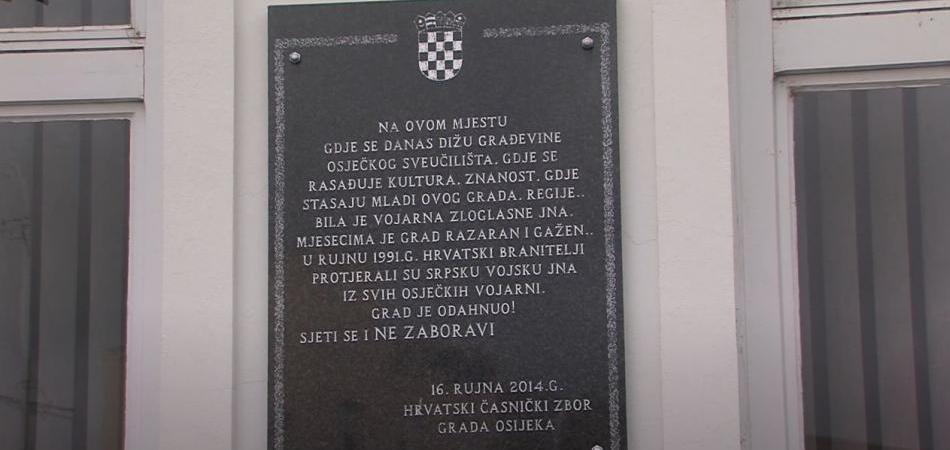 NA OVOM MJESTU
GDJE SE DANAS DIŽU GRAĐEVINE
OSJEČKOG SVEUČILIŠTA, GDJE SE
RASAĐUJE KULTURA, ZNANOST, GDJE
STASAJU MLADI OVOG GRADA, REGIJE..
BILA JE VOJARNA ZLOGLASNE JNA.
MJESECIMA JE GRAD RAZARAN I GAŽEN..
U RUJNU 1991.G. HRVATSKI BRANITELJI
PROTJERALI SU SRPSKU VOJSKU JNA
IZ SVIH OSJEČKIH VOJARNI.
GRAD JE ODAHNUO!
SJETI SE I NE ZABORAVI
16. RUJNA 2014.G.
HRVATSKI ČASNIČKI ZBOR
GRADA OSIJEKA